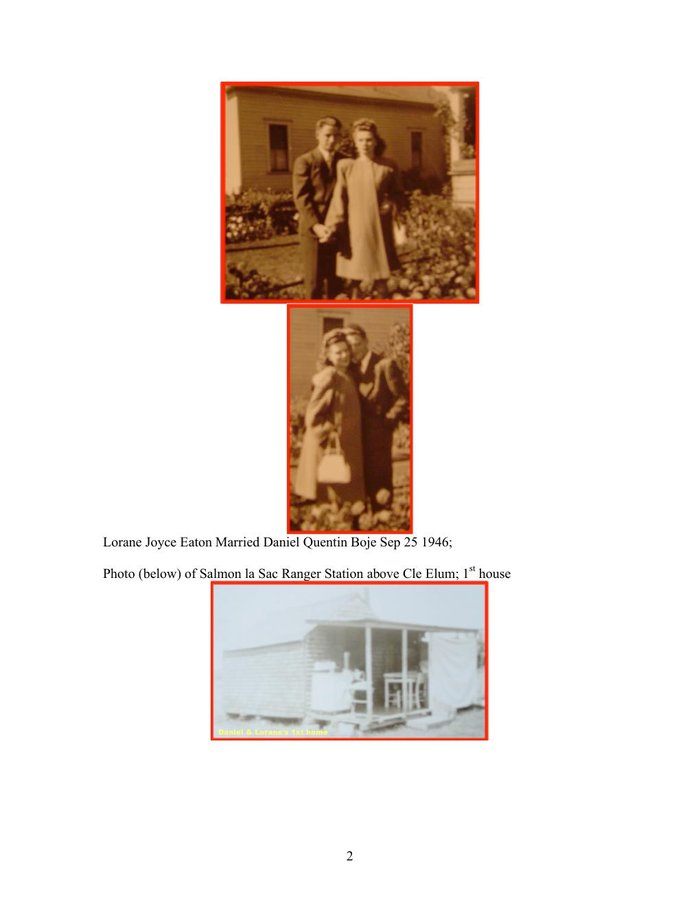 Lorane Joyce Eaton Married Daniel Quentin Boje Sep 25 1946;
Photo (below) of Salmon la Sac Ranger Station above Cle Elum; 1st house
Daniel & Lorane's 1st home
2